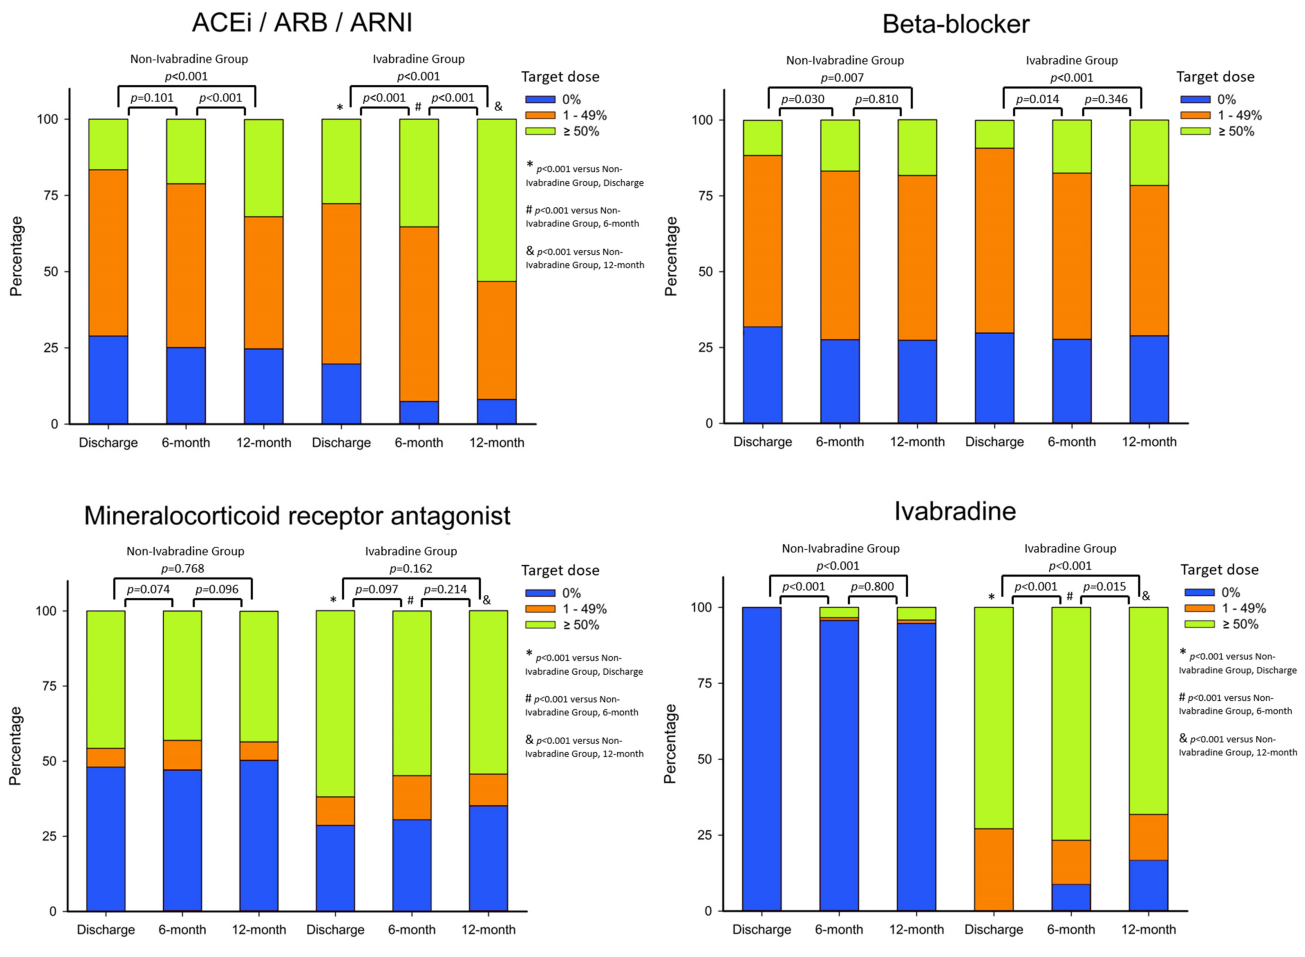 ACEi / ARB / ARNI
Non-Ivabradine Group
Ivabradine Group
p<0.001
p<0.001
p=0.101
p<0.001
p<0.001
p<0.001
*
#
&
Target dose
0%
1 - 49%
≥ 50%
* p<0.001 versus Non-
Ivabradine Group, Discharge
# p<0.001 versus Non-
Ivabradine Group, 6-month
& p<0.001 versus Non-
Ivabradine Group, 12-month
Percentage
100
75
50
25
0
Discharge
6-month
12-month
Discharge
6-month
12-month
Beta-blocker
Non-Ivabradine Group
Ivabradine Group
p=0.007
p<0.001
p=0.030
p=0.810
p=0.014
p=0.346
Target dose
0%
1 - 49%
≥ 50%
Percentage
100
75
50
25
0
Discharge
6-month
12-month
Discharge
6-month
12-month
Mineralocorticoid receptor antagonist
Non-Ivabradine Group
Ivabradine Group
p=0.768
p=0.162
p=0.074
p=0.096
p=0.097
p=0.214
*
#
&
Target dose
0%
1 - 49%
≥ 50%
* p<0.001 versus Non-
Ivabradine Group, Discharge
# p<0.001 versus Non-
Ivabradine Group, 6-month
& p<0.001 versus Non-
Ivabradine Group, 12-month
Percentage
100
75
50
25
0
Discharge
6-month
12-month
Discharge
6-month
12-month
Ivabradine
Non-Ivabradine Group
Ivabradine Group
p<0.001
p<0.001
p<0.001
p=0.800
p<0.001
p=0.015
*
#
&
Target dose
0%
1 - 49%
≥ 50%
* p<0.001 versus Non-
Ivabradine Group, Discharge
# p<0.001 versus Non-
Ivabradine Group, 6-month
& p<0.001 versus Non-
Ivabradine Group, 12-month
Percentage
100
75
50
25
0
Discharge
6-month
12-month
Discharge
6-month
12-month